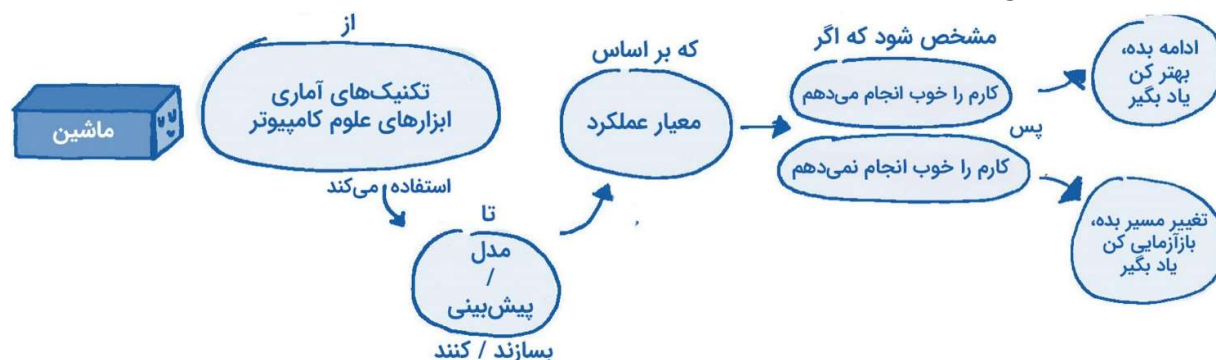 ماشین
از
تکنیک‌های آماری
ابزارهای علوم کامپیوتر
استفاده می‌کند
تا
مدل
/
پیش‌بینی
بسازند / کنند
که بر اساس
معیار عملکرد
مشخص شود که اگر
کارم را خوب انجام می‌دهم
پس
کارم را خوب انجام نمی‌دهم
ادامه بده،
بهتر کن
یاد بگیر
تغییر مسیر بده،
بازآزمایی کن
یاد بگیر